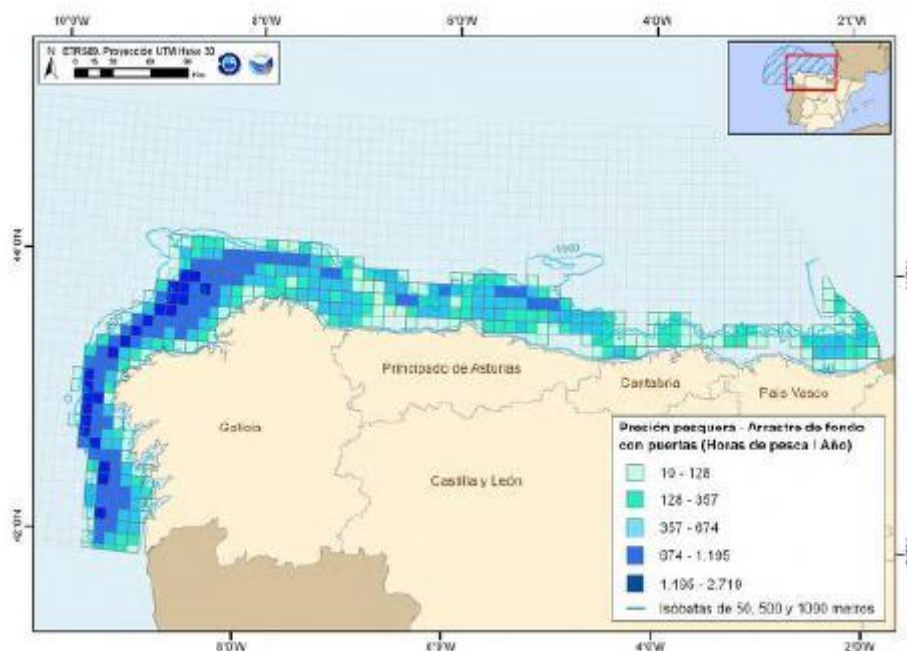 10°0'W 8°0'W 6°0'W 4°0'W 2°0'W
N ETRS89. Proyección UTM Huso 30
Km
-1000
44°0'N
Principado de Asturias
Cantabria
País Vasco
Galicia
Castilla y León
42°0'N
Presión pesquera - Arrastre de fondo
con puertas (Horas de pesca / Año)
10 - 128
128 - 357
357 - 674
674 - 1.195
1.195 - 2.719
Isóbatas de 50, 500 y 1000 metros
8°0'W 6°0'W 4°0'W 2°0'W